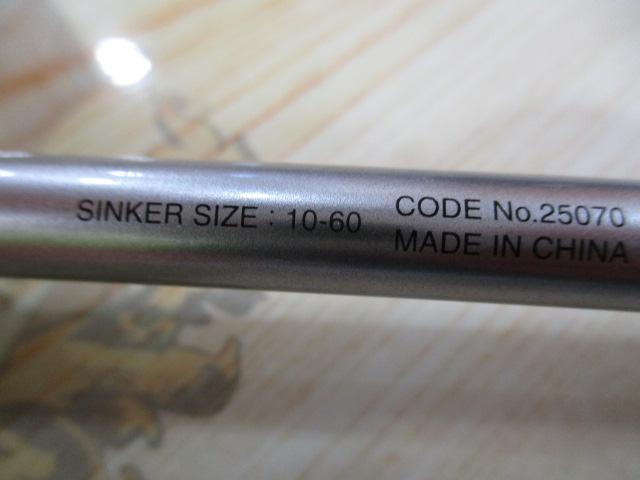 SINKER SIZE : 10-60
CODE No.25070
MADE IN CHINA